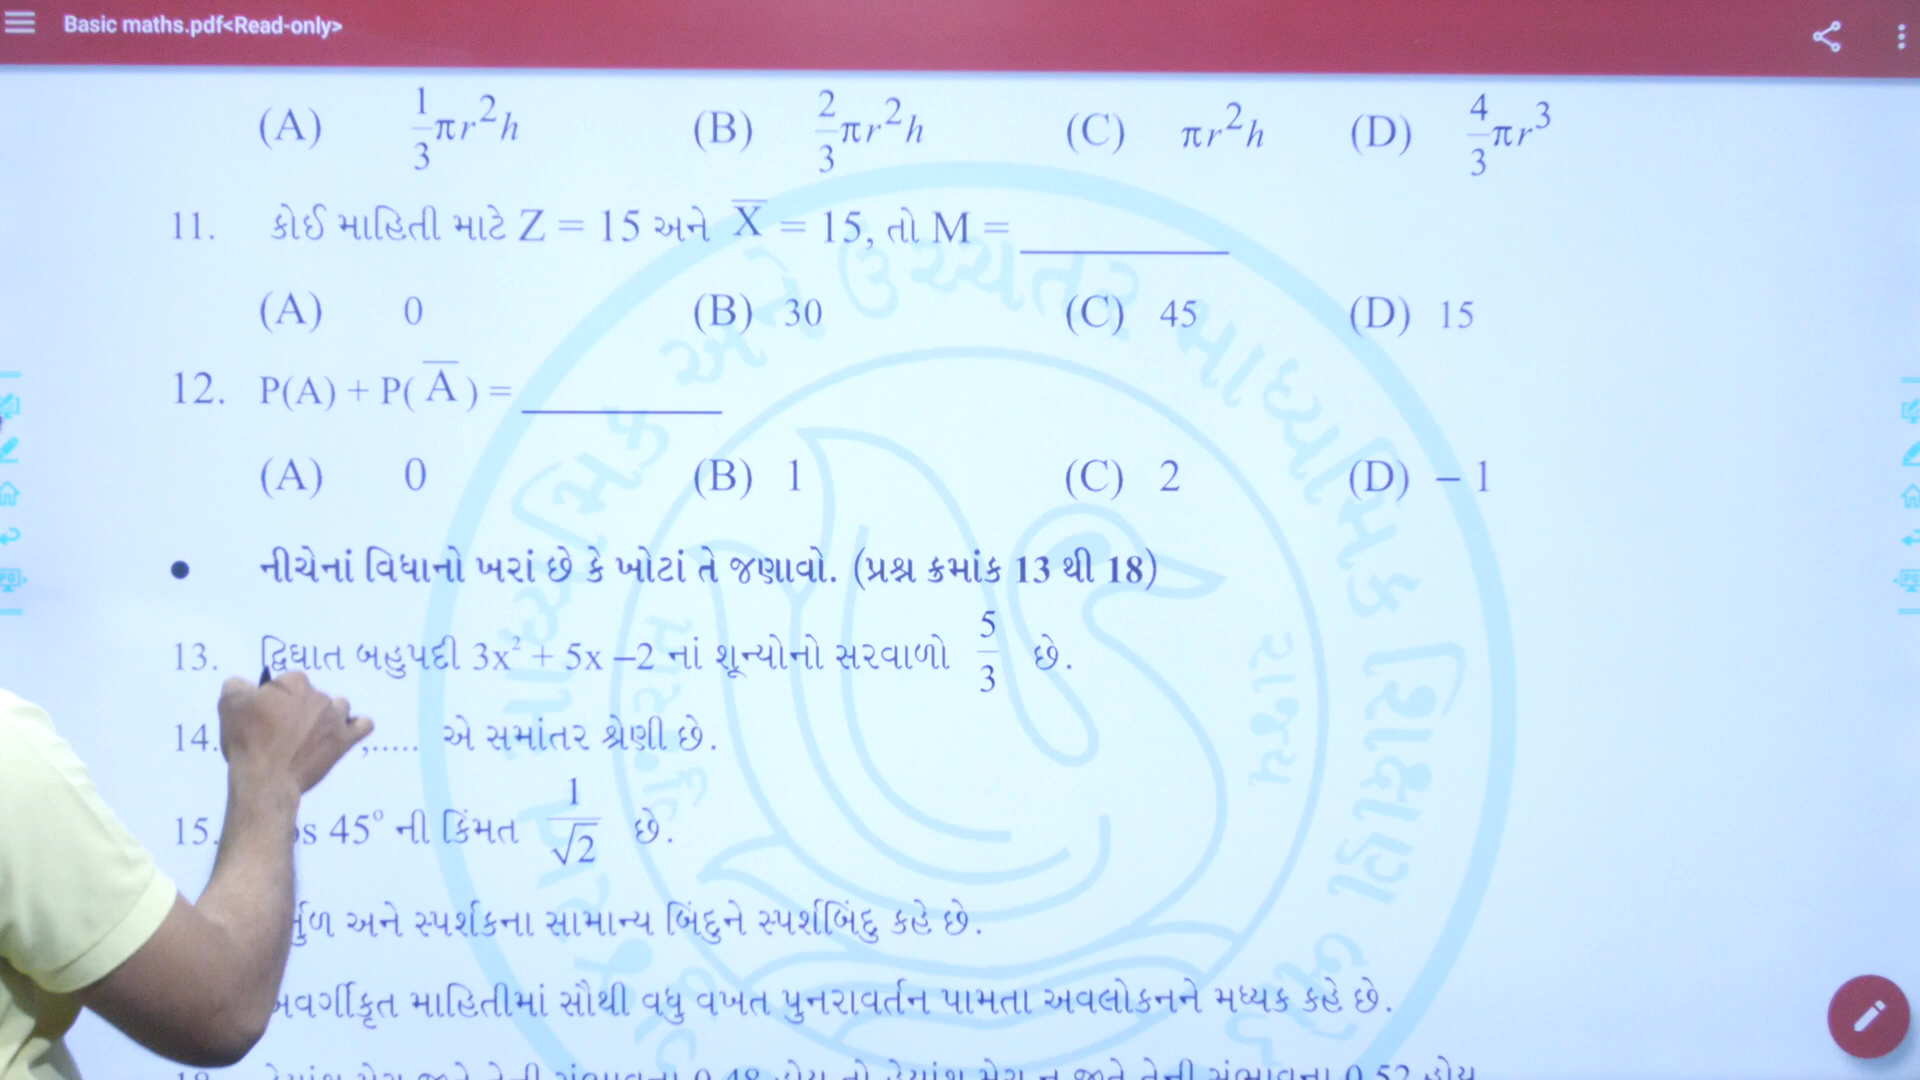 Basic maths.pdf<Read-only>
(A) 1/3 πr²h (B) 2/3 πr²h (C) πr²h (D) 4/3 πr³
11. કોઈ માહિતી માટે Z = 15 અને X̅ = 15, તો M = ________
(A) 0 (B) 30 (C) 45 (D) 15
12. P(A) + P( A̅ ) = ________
(A) 0 (B) 1 (C) 2 (D) – 1
• નીચેનાં વિધાનો ખરાં છે કે ખોટાં તે જણાવો. (પ્રશ્ન ક્રમાંક 13 થી 18)
13. દ્વિઘાત બહુપદી 3x² + 5x –2 નાં શૂન્યોનો સરવાળો 5/3 છે.
14. ,..... એ સમાંતર શ્રેણી છે.
15. 45° ની કિંમત 1/√2 છે.
અને સ્પર્શકના સામાન્ય બિંદુને સ્પર્શબિંદુ કહે છે.
અવર્ગીકૃત માહિતીમાં સૌથી વધુ વખત પુનરાવર્તન પામતા અવલોકનને મધ્યક કહે છે.